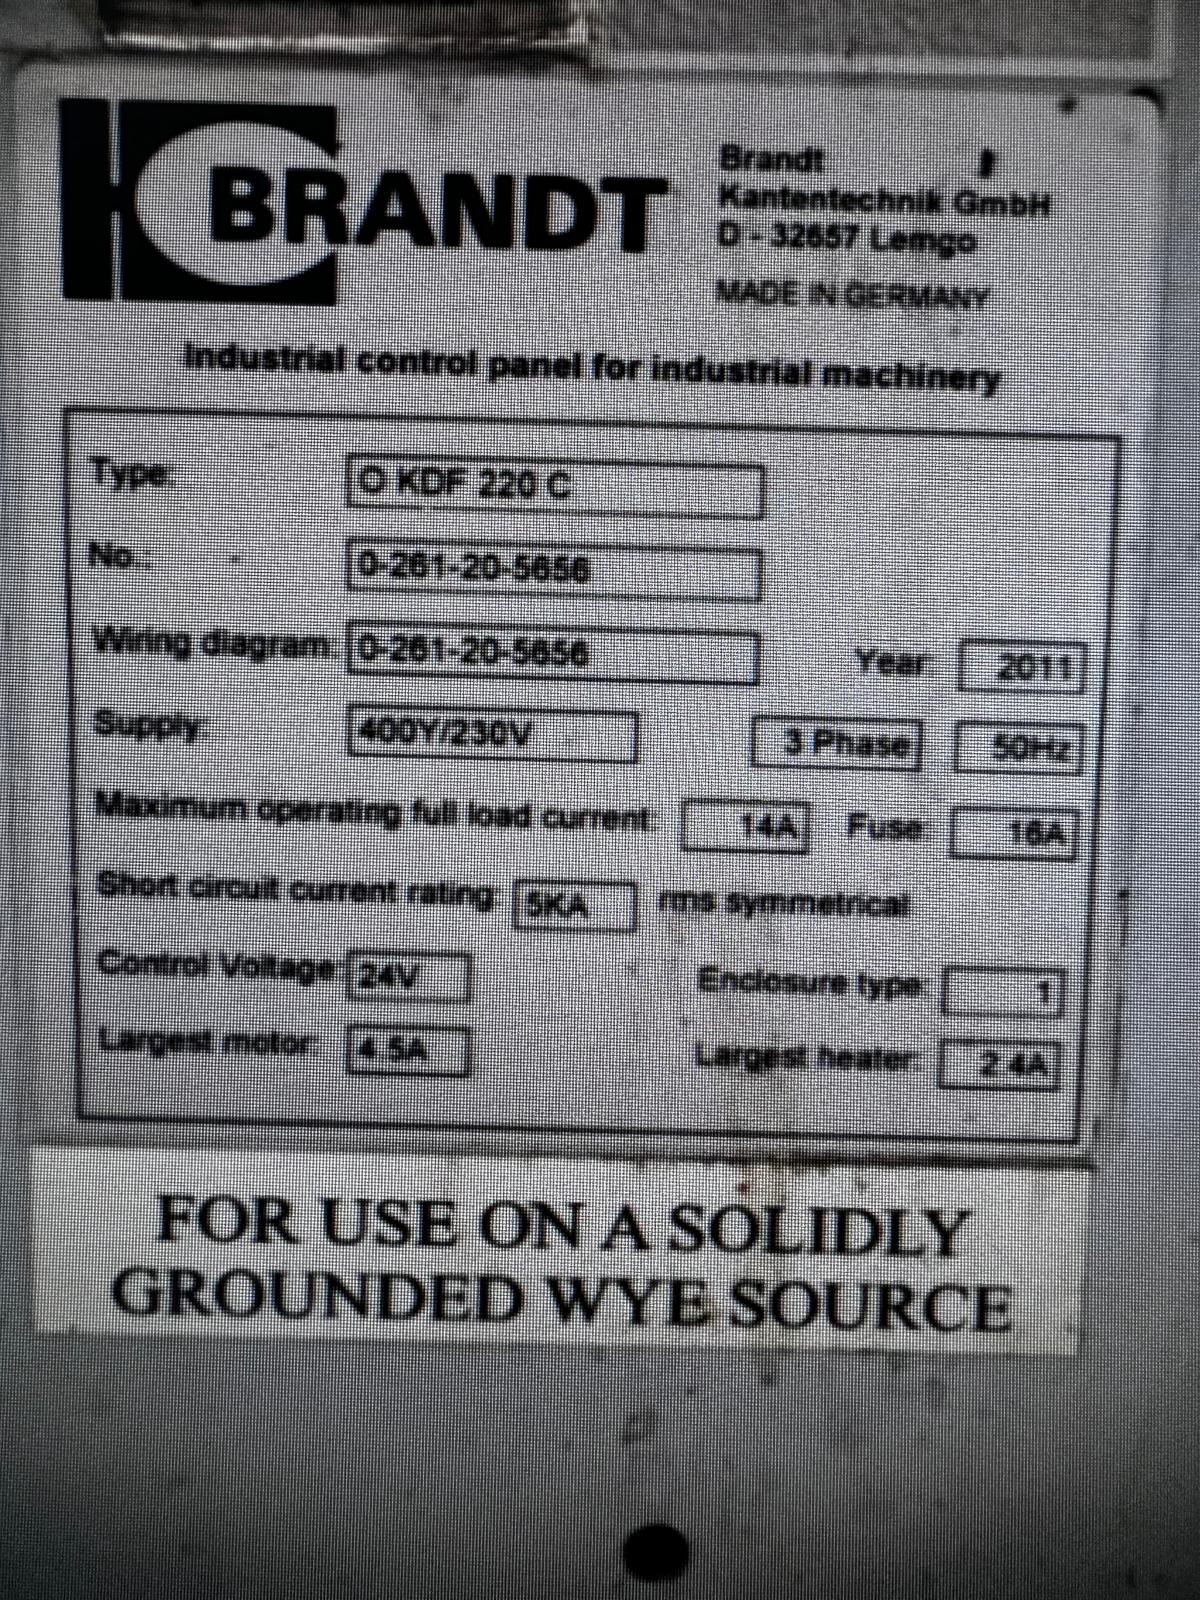 BRANDT
Brandt
Kantentechnik GmbH
D - 32657 Lemgo
MADE IN GERMANY
Industrial control panel for industrial machinery
Type: O KDF 220 C
No.: 0-261-20-5656
Wiring diagram: 0-261-20-5656 Year: 2011
Supply: 400Y/230V 3 Phase 50Hz
Maximum operating full load current: 14A Fuse: 16A
Short circuit current rating: 5KA rms symmetrical
Control Voltage: 24V Enclosure type: 1
Largest motor: 4.5A Largest heater: 2.4A
FOR USE ON A SOLIDLY
GROUNDED WYE SOURCE